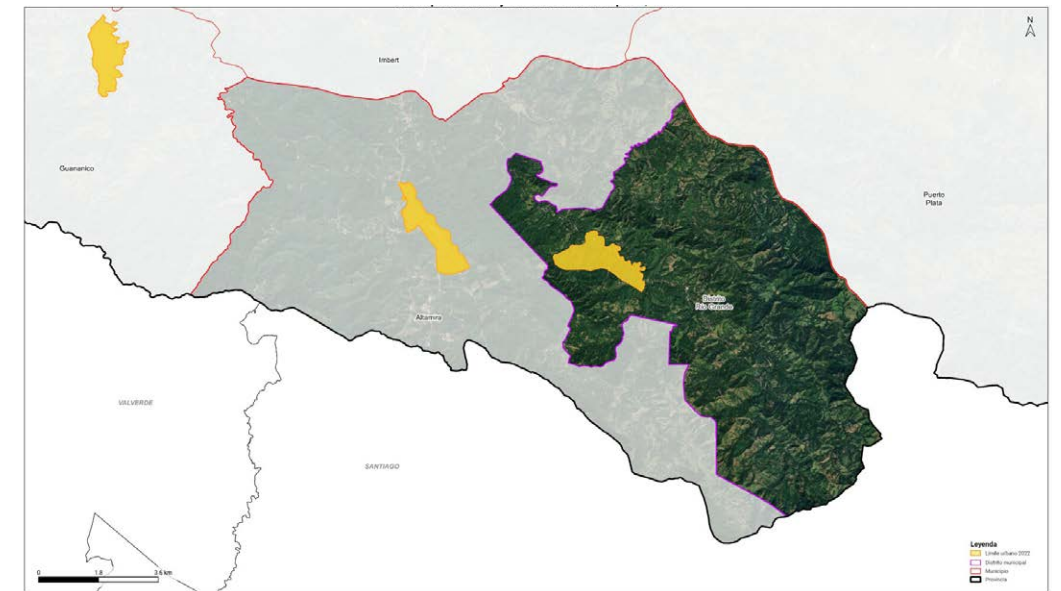 N
Imbert
Guananico
Puerto
Plata
Distrito
Río Grande
Altamira
VALVERDE
SANTIAGO
Leyenda
Límite urbano 2022
Distrito municipal
Municipio
Provincia
0 1.8 3.6 km